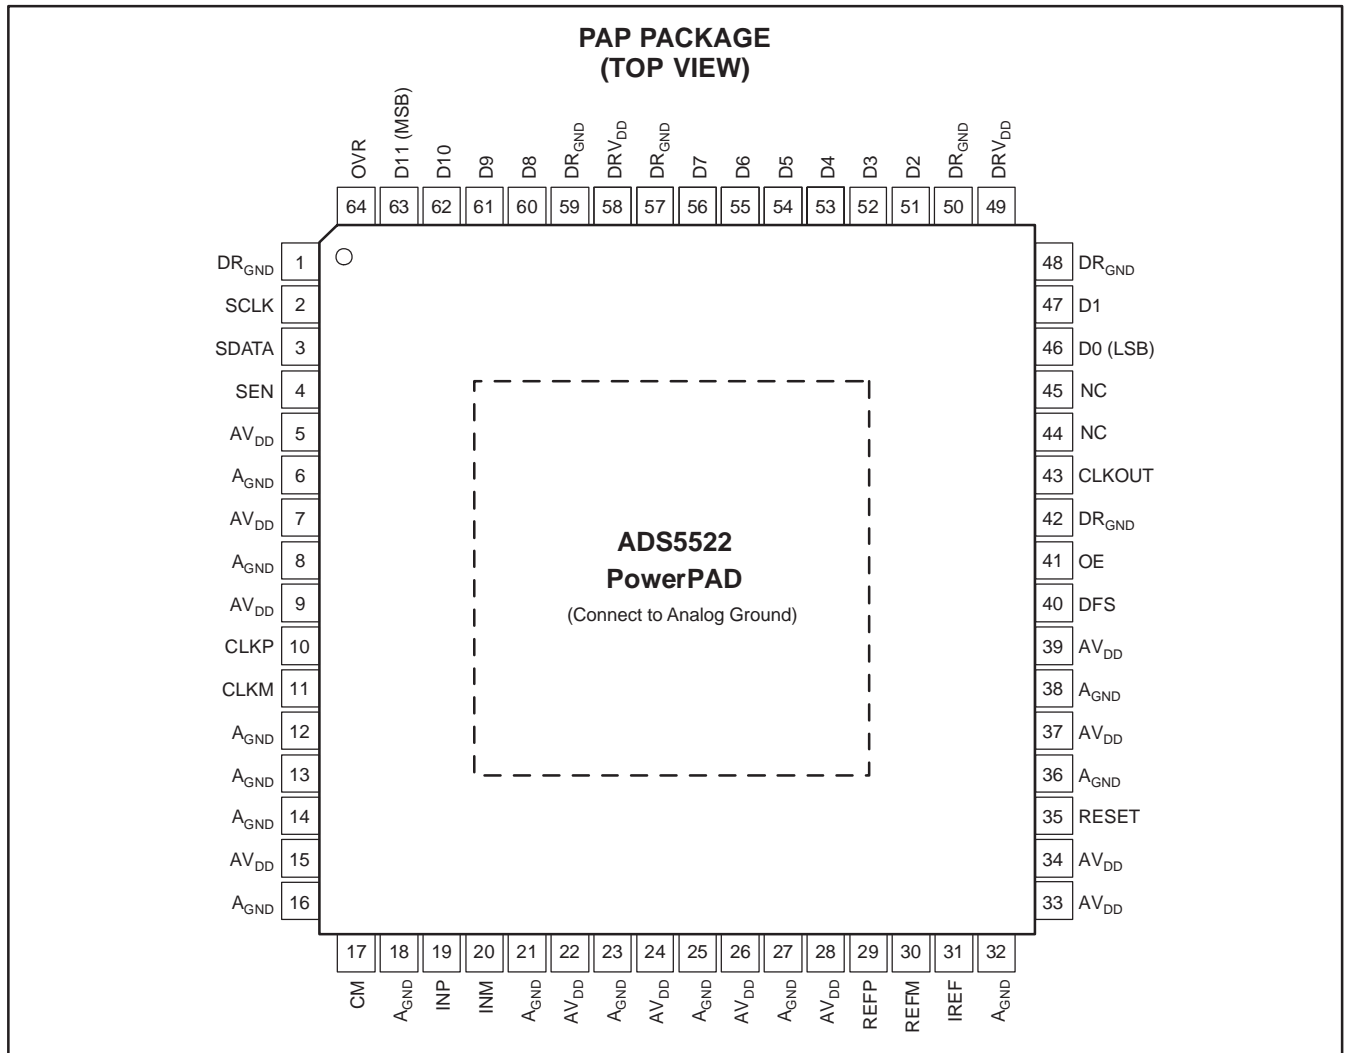 PAP PACKAGE
(TOP VIEW)
OVR
D11 (MSB)
D10
D9
D8
DRGND
DRVDD
DRGND
D7
D6
D5
D4
D3
D2
DRGND
DRVDD
64 63 62 61 60 59 58 57 56 55 54 53 52 51 50 49
DRGND 1
SCLK 2
SDATA 3
SEN 4
AVDD 5
AGND 6
AVDD 7
AGND 8
AVDD 9
CLKP 10
CLKM 11
AGND 12
AGND 13
AGND 14
AVDD 15
AGND 16
ADS5522
PowerPAD
(Connect to Analog Ground)
48 DRGND
47 D1
46 D0 (LSB)
45 NC
44 NC
43 CLKOUT
42 DRGND
41 OE
40 DFS
39 AVDD
38 AGND
37 AVDD
36 AGND
35 RESET
34 AVDD
33 AVDD
17 18 19 20 21 22 23 24 25 26 27 28 29 30 31 32
CM
AGND
INP
INM
AGND
AVDD
AGND
AVDD
AGND
AVDD
AGND
AVDD
REFP
REFM
IREF
AGND